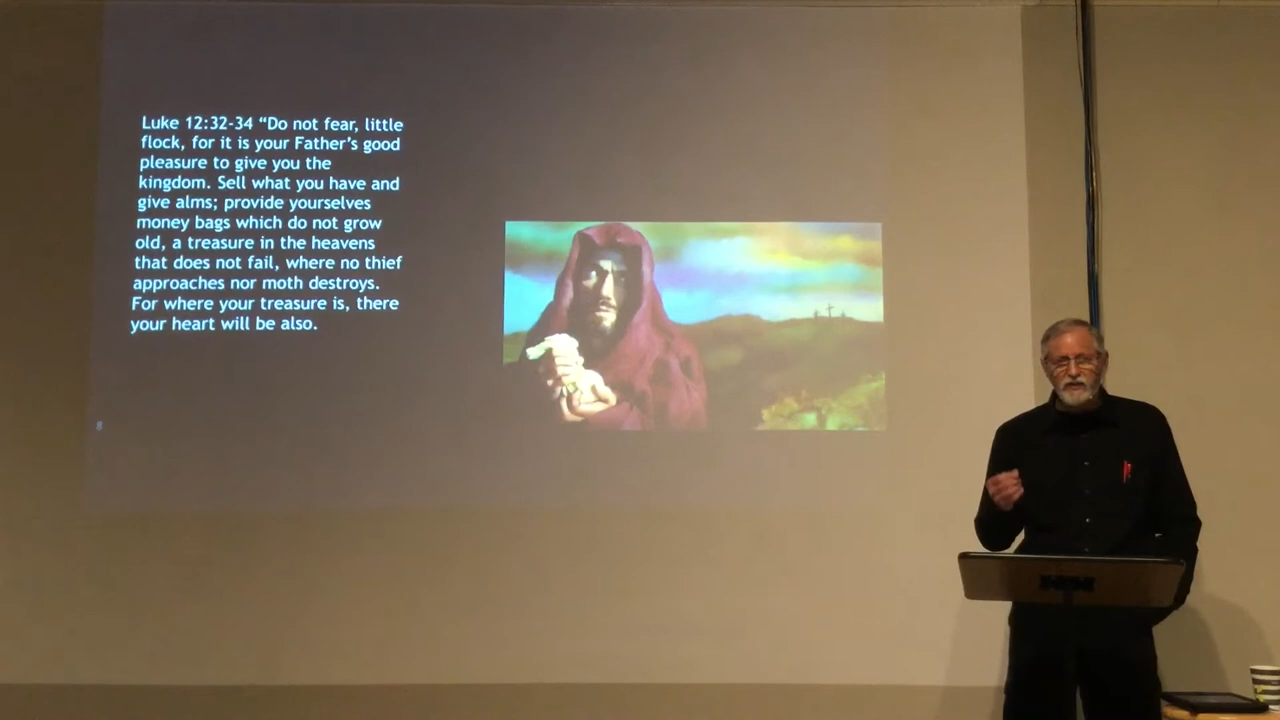 Luke 12:32-34 “Do not fear, little
flock, for it is your Father’s good
pleasure to give you the
kingdom. Sell what you have and
give alms; provide yourselves
money bags which do not grow
old, a treasure in the heavens
that does not fail, where no thief
approaches nor moth destroys.
For where your treasure is, there
your heart will be also.